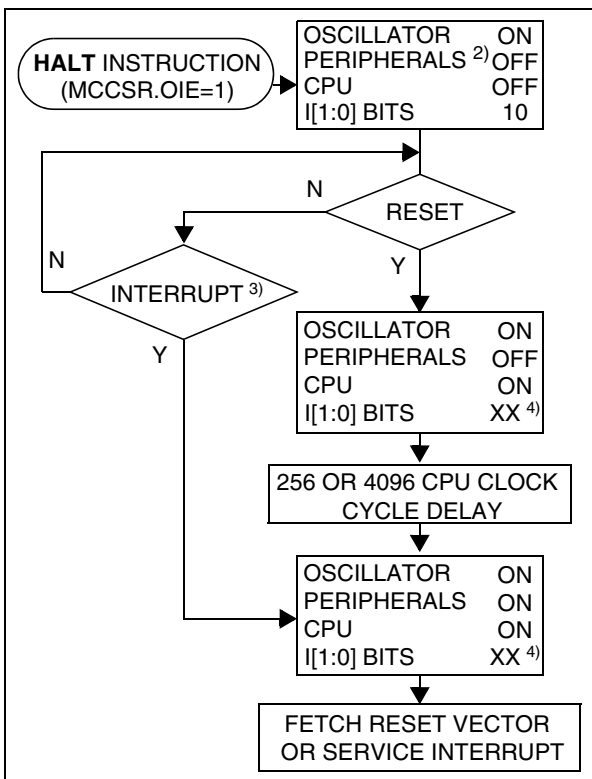 HALT INSTRUCTION
(MCCSR.OIE=1)
OSCILLATOR ON
PERIPHERALS 2) OFF
CPU OFF
I[1:0] BITS 10
N
RESET
Y
N
INTERRUPT 3)
Y
OSCILLATOR ON
PERIPHERALS OFF
CPU ON
I[1:0] BITS XX 4)
256 OR 4096 CPU CLOCK
CYCLE DELAY
OSCILLATOR ON
PERIPHERALS ON
CPU ON
I[1:0] BITS XX 4)
FETCH RESET VECTOR
OR SERVICE INTERRUPT